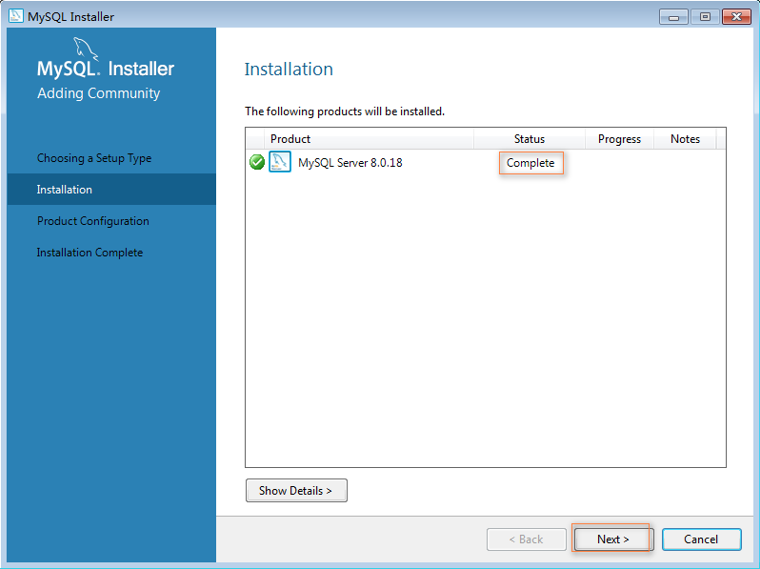 MySQL Installer
MySQL. Installer
Adding Community
Choosing a Setup Type
Installation
Product Configuration
Installation Complete
Installation
The following products will be installed.
Product Status Progress Notes
MySQL Server 8.0.18 Complete
Show Details >
< Back Next > Cancel